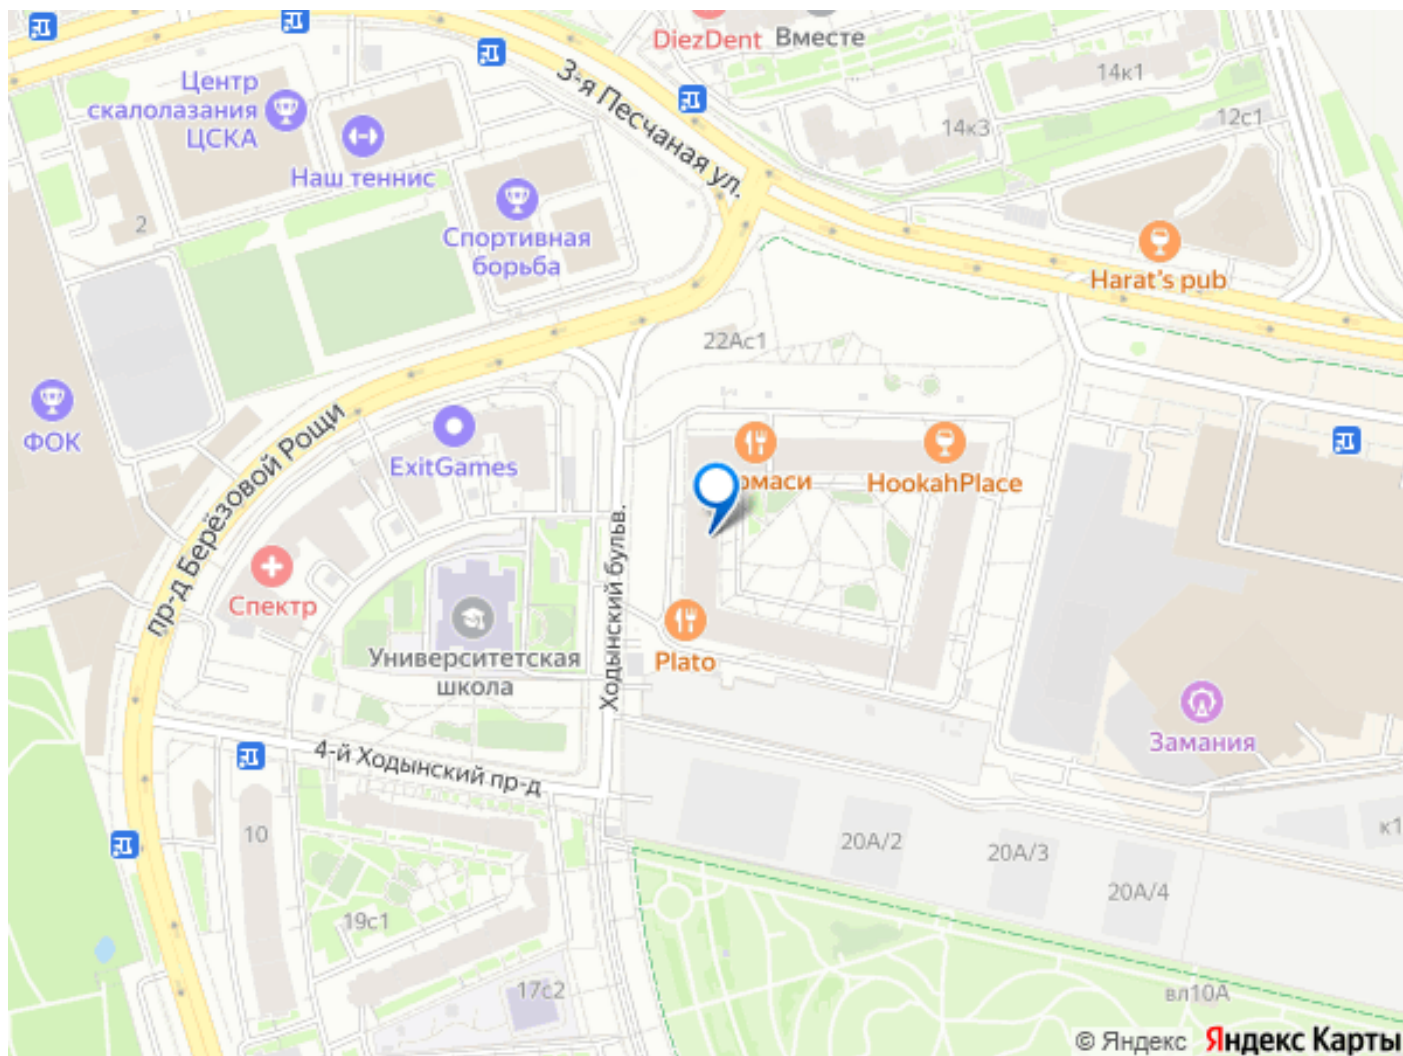 DiezDent
Вместе
Центр
скалолазания
ЦСКА
3-я Песчаная ул.
14к1
14к3
12с1
Наш теннис
2
Спортивная
борьба
Harat's pub
22Ас1
ФОК
пр-д Берёзовой Рощи
ExitGames
HookahPlace
Ходынский бульв.
Спектр
Университетская
школа
Plato
Замания
4-й Ходынский пр-д
10
20А/2
20А/3
20А/4
к1
19с1
17с2
вл10А
© Яндекс Яндекс Карты